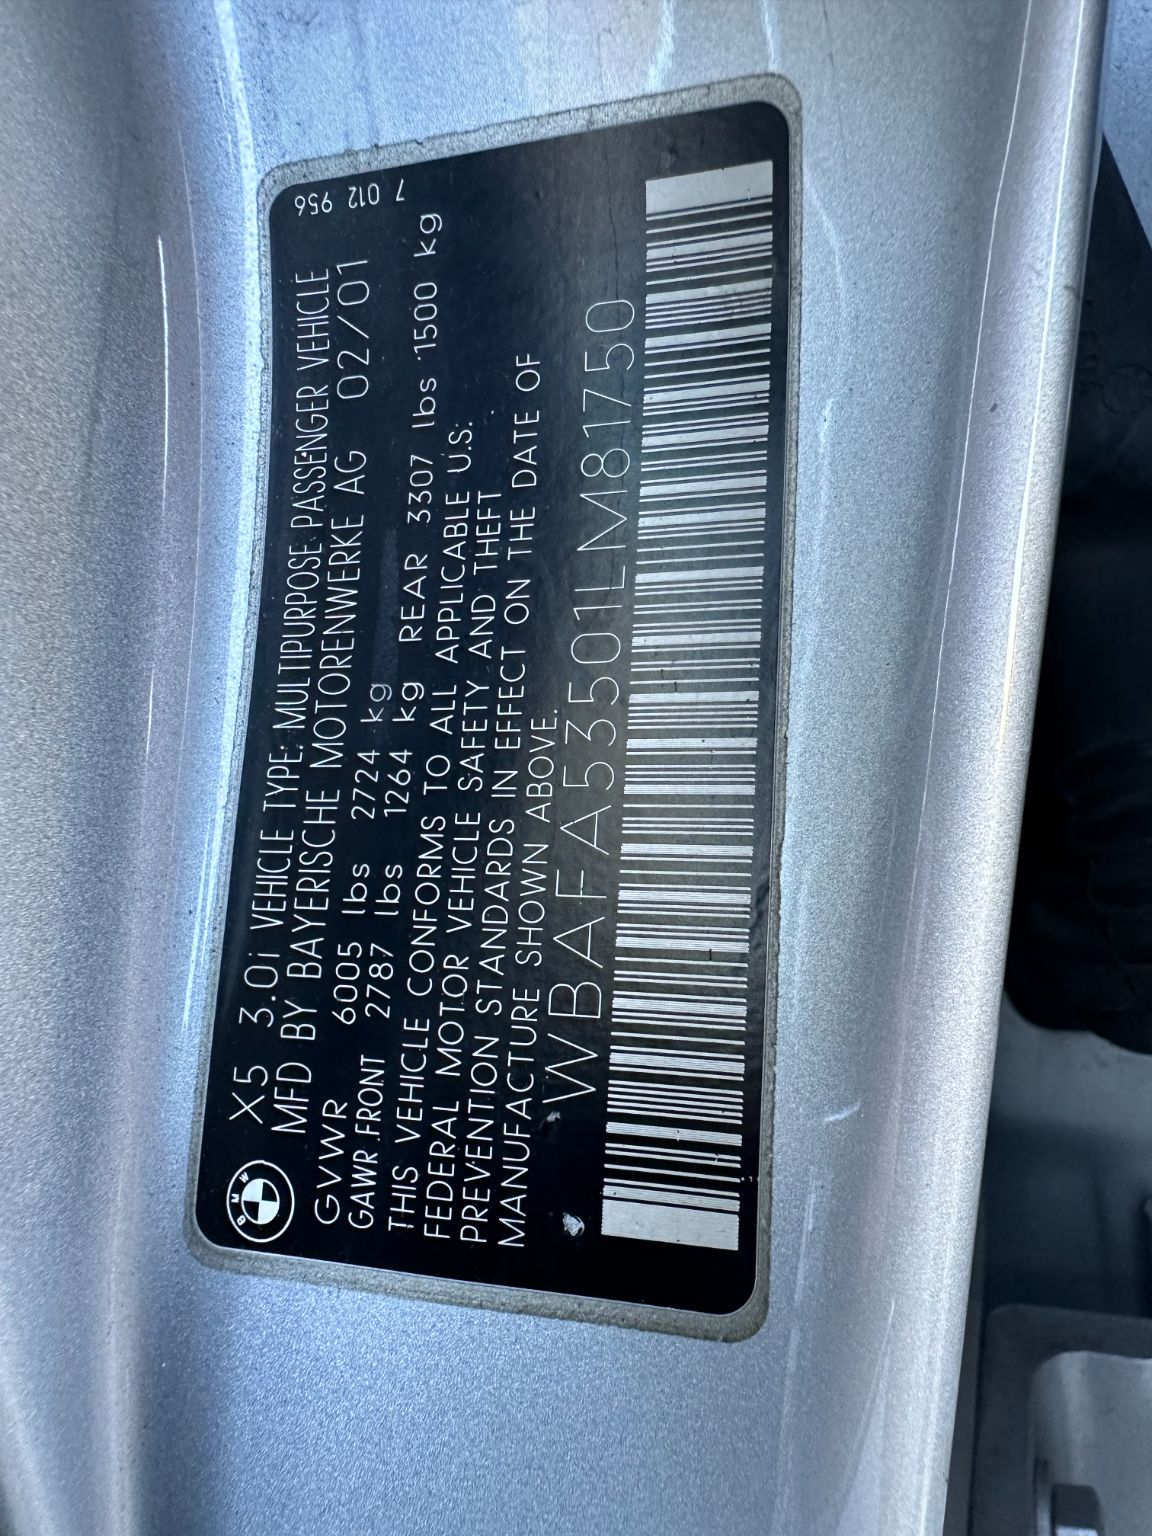 7 012 956
BMW
X5 3.0i VEHICLE TYPE: MULTIPURPOSE PASSENGER VEHICLE
MFD BY BAYERISCHE MOTORENWERKE AG 02/01
GVWR 6005 lbs 2724 kg
GAWR FRONT 2787 lbs 1264 kg REAR 3307 lbs 1500 kg
THIS VEHICLE CONFORMS TO ALL APPLICABLE U.S.
FEDERAL MOTOR VEHICLE SAFETY AND THEFT
PREVENTION STANDARDS IN EFFECT ON THE DATE OF
MANUFACTURE SHOWN ABOVE.
WBAFA53501LM81750